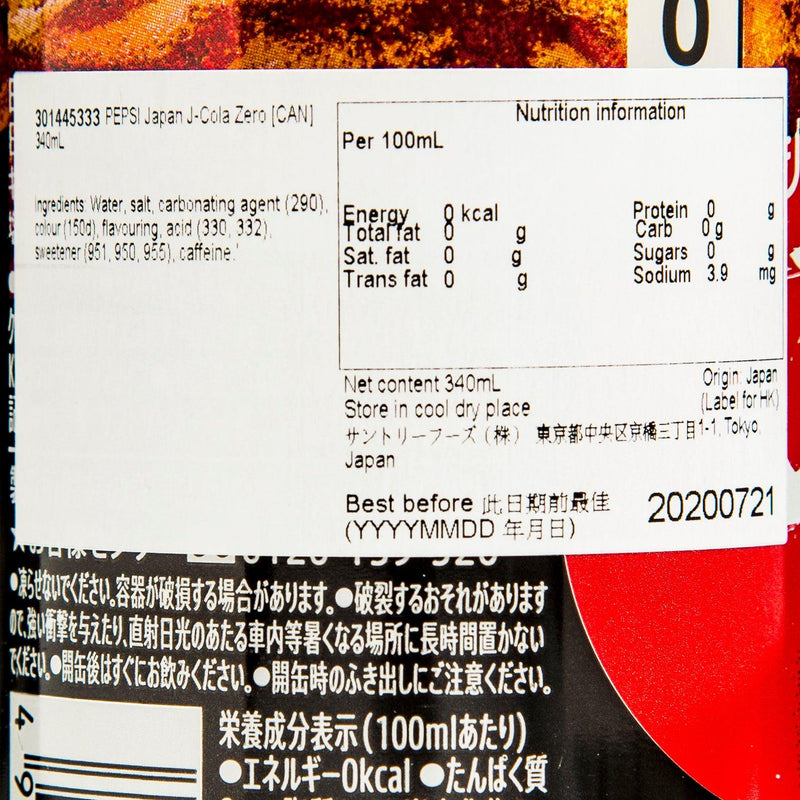 0
301445333 PEPSI Japan J-Cola Zero [CAN]
340mL
Ingredients: Water, salt, carbonating agent (290),
colour (150d), flavouring, acid (330, 332),
sweetener (951, 950, 955), caffeine.
Nutrition information
Per 100mL
Energy 0 kcal Protein 0 g
Total fat 0 g Carb 0 g
Sat. fat 0 g Sugars 0 g
Trans fat 0 g Sodium 3.9 mg
Net content 340mL Origin: Japan
Store in cool dry place (Label for HK)
サントリーフーズ（株） 東京都中央区京橋三丁目1-1, Tokyo,
Japan
Best before 此日期前最佳 20200721
(YYYYMMDD 年月日)
●凍らせないでください。容器が破損する場合があります。●破裂するおそれがあります
ので、強い衝撃を与えたり、直射日光のあたる車内等暑くなる場所に長時間置かない
でください。●開缶後はすぐにお飲みください。●開缶時のふき出しにご注意ください。
栄養成分表示(100mlあたり)
●エネルギー0kcal ●たんぱく質
4
9